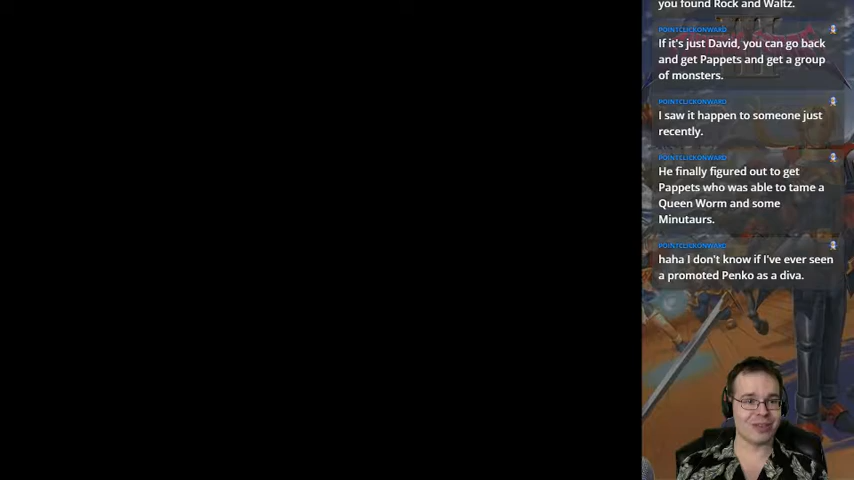 you found Rock and Waltz.
POINTCLICKONWARD
If it's just David, you can go back
and get Pappets and get a group
of monsters.
POINTCLICKONWARD
I saw it happen to someone just
recently.
POINTCLICKONWARD
He finally figured out to get
Pappets who was able to tame a
Queen Worm and some
Minutaurs.
POINTCLICKONWARD
haha I don't know if I've ever seen
a promoted Penko as a diva.